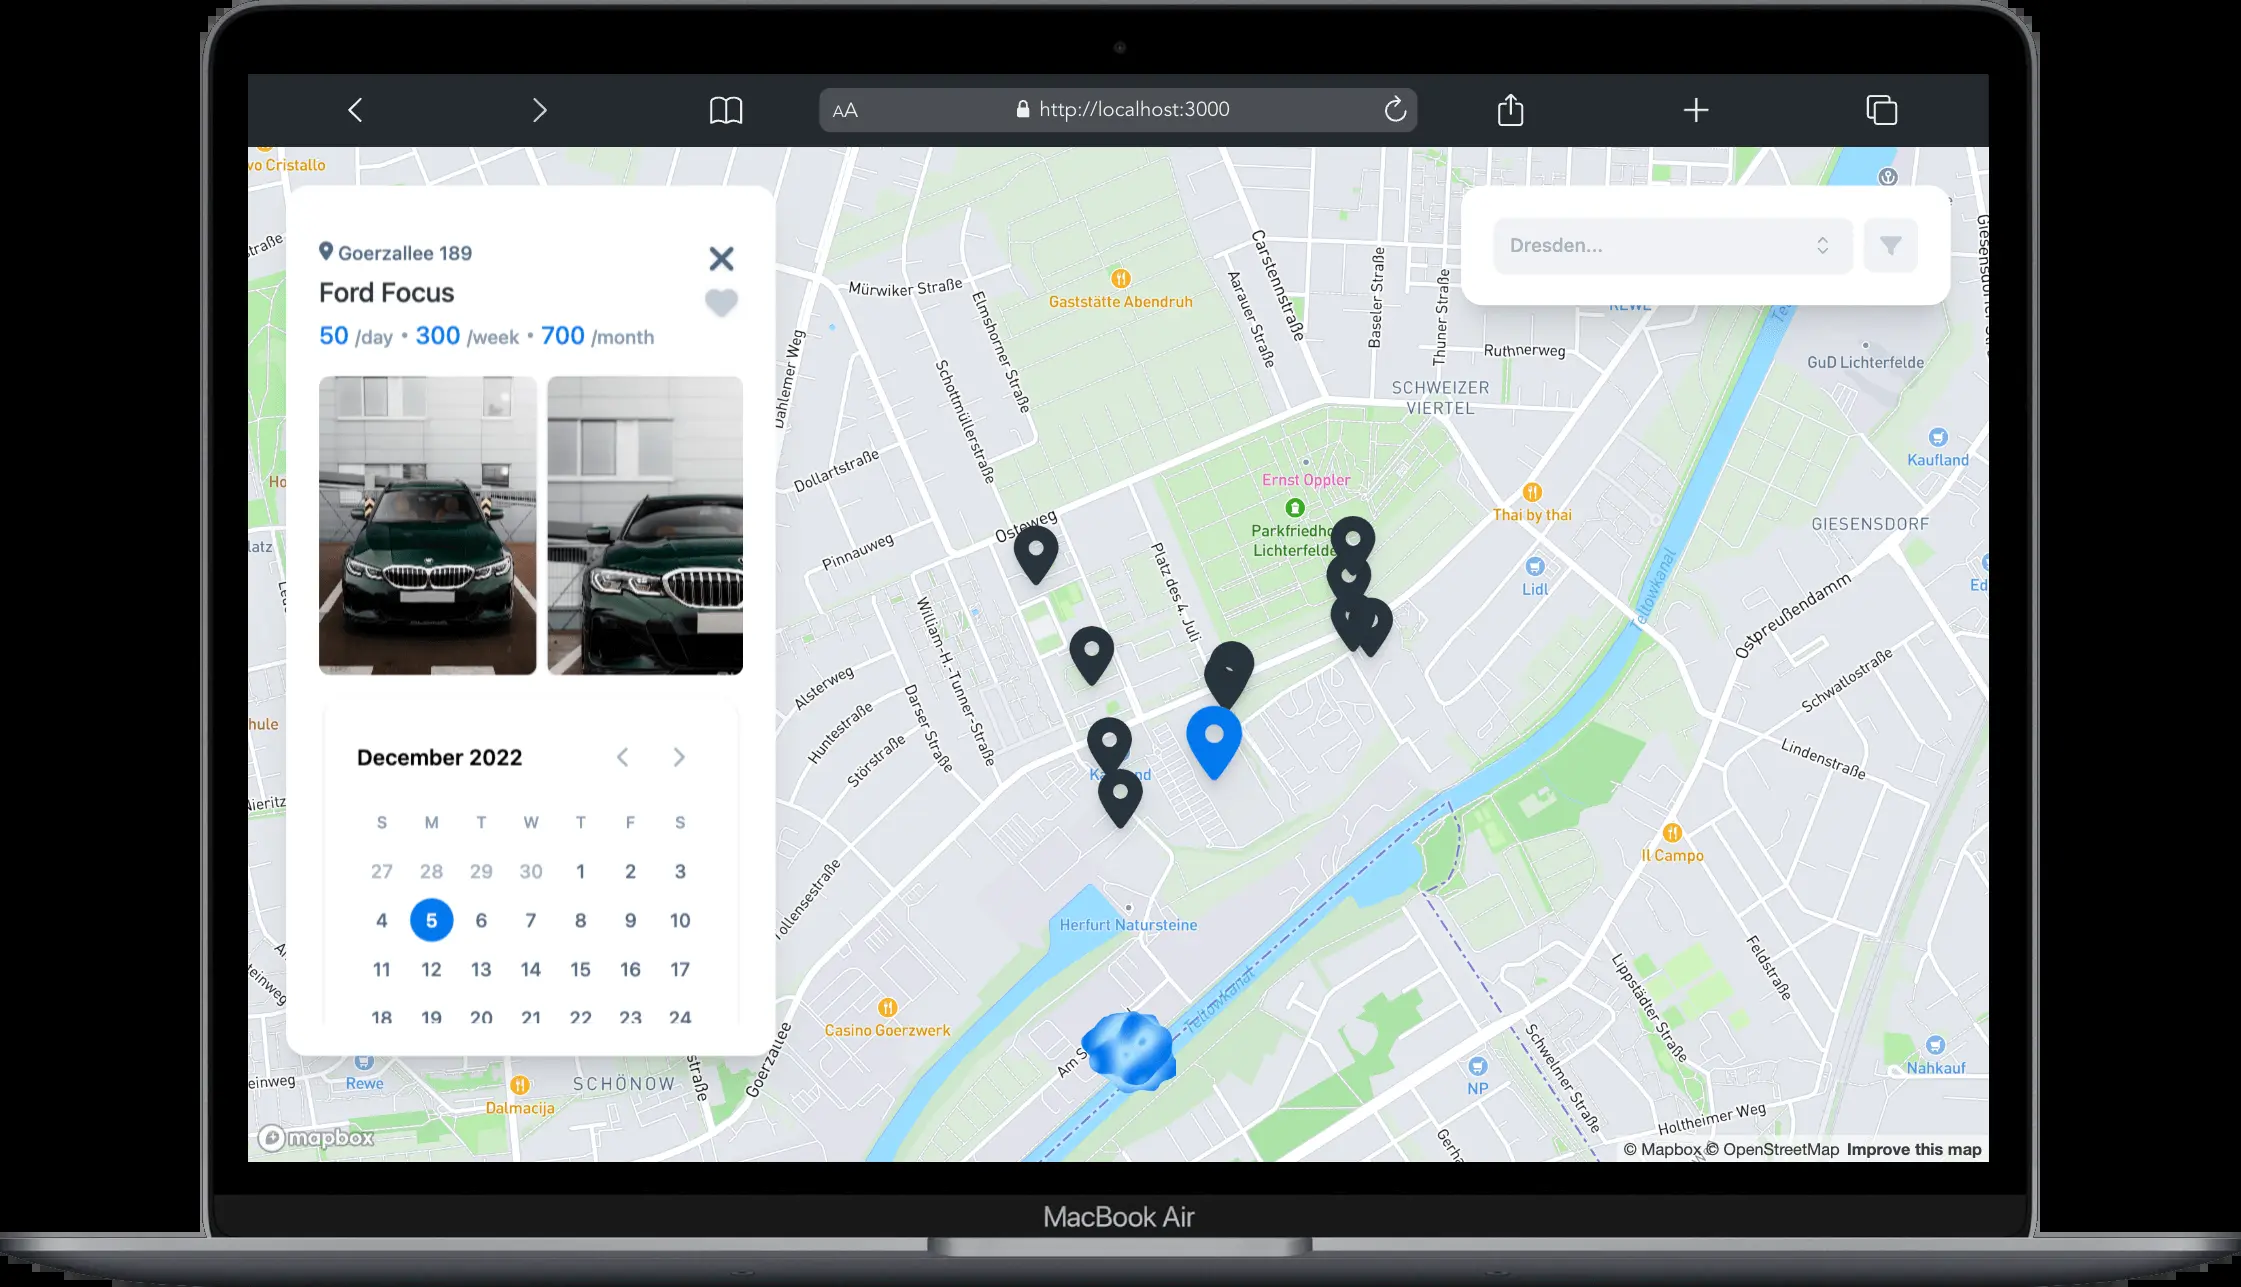 AA
http://localhost:3000
vo Cristallo
Goerzallee 189
Ford Focus
50 /day • 300 /week • 700 /month
December 2022
S M T W T F S
27 28 29 30 1 2 3
4 5 6 7 8 9 10
11 12 13 14 15 16 17
18 19 20 21 22 23 24
Dresden...
REWE
Mürwiker Straße
Elmshorner Straße
Schottmüllerstraße
Dahlemer Weg
Dollartstraße
Pinnauweg
Osteweg
Gaststätte Abendruh
Carstennstraße
Aarauer Straße
Baseler Straße
Thuner Straße
Ruthnerweg
SCHWEIZER
VIERTEL
GuD Lichterfelde
Kaufland
GIESENSDORF
Thai by thai
Lidl
Ernst Oppler
Parkfriedho
Lichterfelde
Platz des 4. Juli
William-H.-Tunner-Straße
Darser Straße
Alsterweg
Huntestraße
Störstraße
Teltowkanal
Ostpreußendamm
Schwatlostraße
Lindenstraße
Il Campo
Herfurt Natursteine
Casino Goerzwerk
Goerzallee
Teltowkanal
Lippstädter Straße
Feldstraße
Schwelmer Straße
NP
Nahkauf
Holtheimer Weg
Rewe
SCHÖNOW
Dalmacija
mapbox
© Mapbox © OpenStreetMap Improve this map
MacBook Air